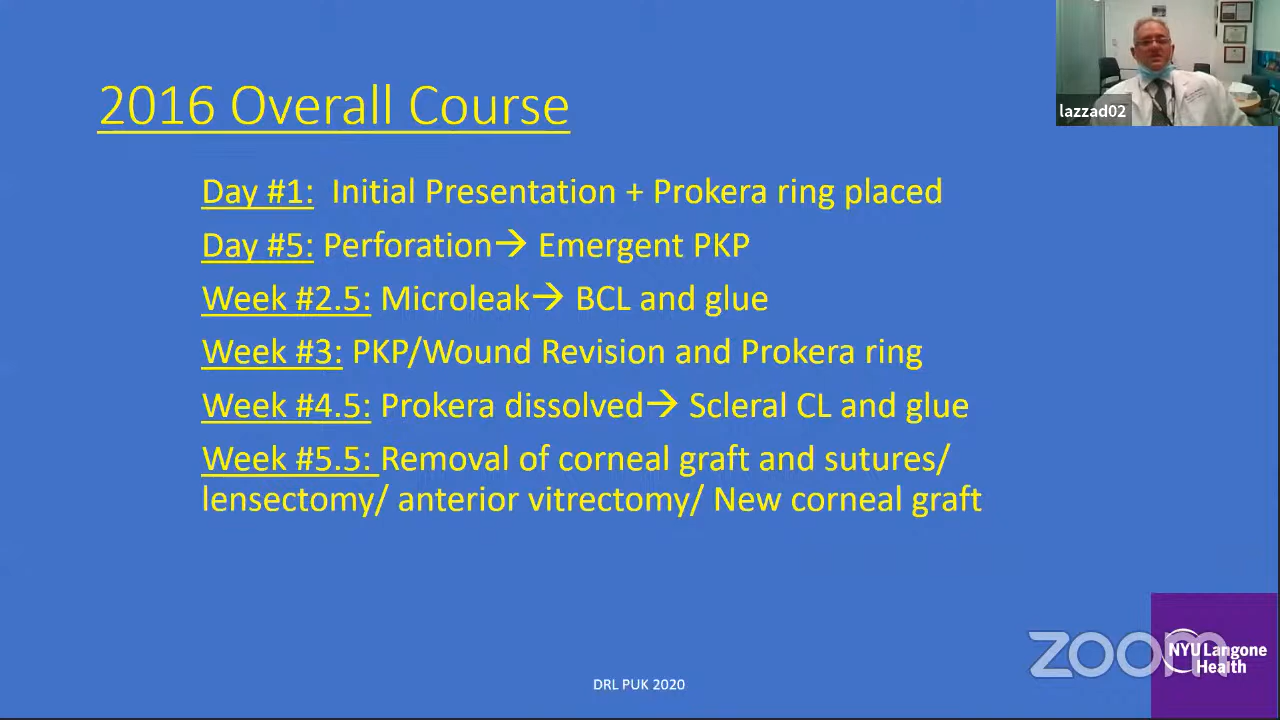 2016 Overall Course
lazzad02
Day #1: Initial Presentation + Prokera ring placed
Day #5: Perforation→ Emergent PKP
Week #2.5: Microleak→ BCL and glue
Week #3: PKP/Wound Revision and Prokera ring
Week #4.5: Prokera dissolved→ Scleral CL and glue
Week #5.5: Removal of corneal graft and sutures/
lensectomy/ anterior vitrectomy/ New corneal graft
zoom
NYU Langone
Health
DRL PUK 2020